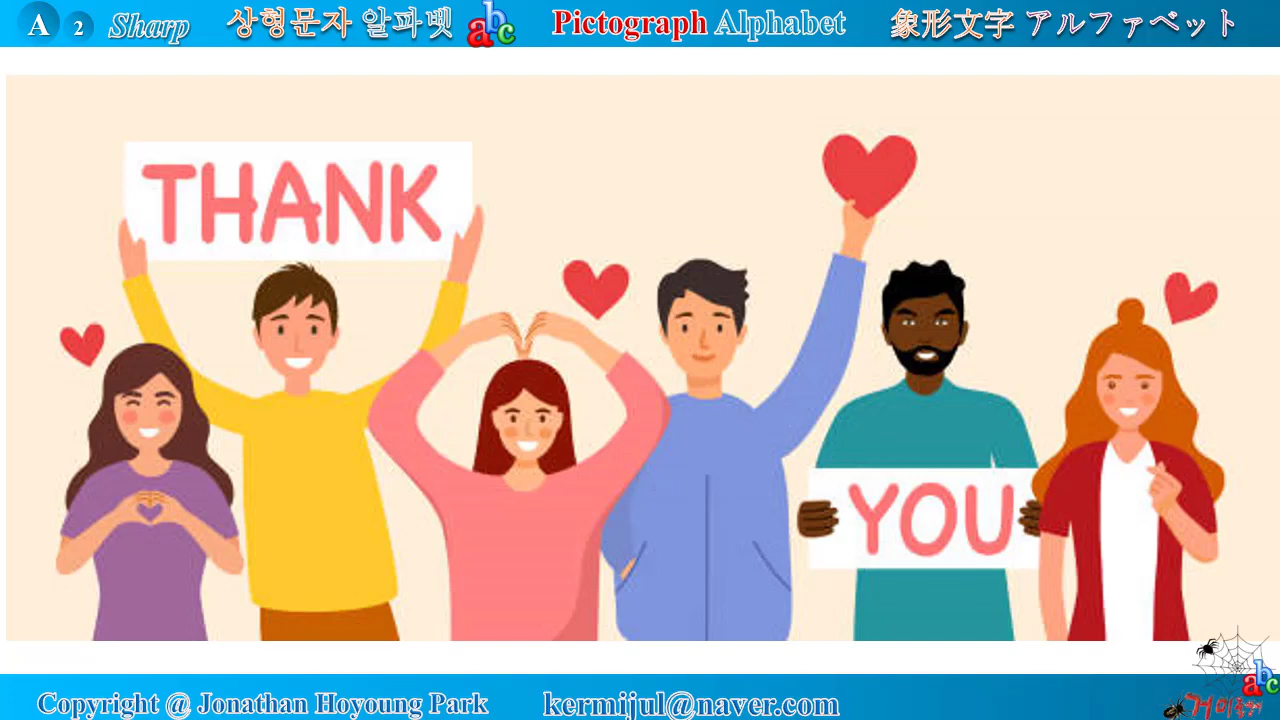 A 2 Sharp 상형문자 알파벳 abc Pictograph Alphabet 象形文字 アルファベット
THANK
YOU
abc
Copyright @ Jonathan Hoyoung Park kermijul@naver.com